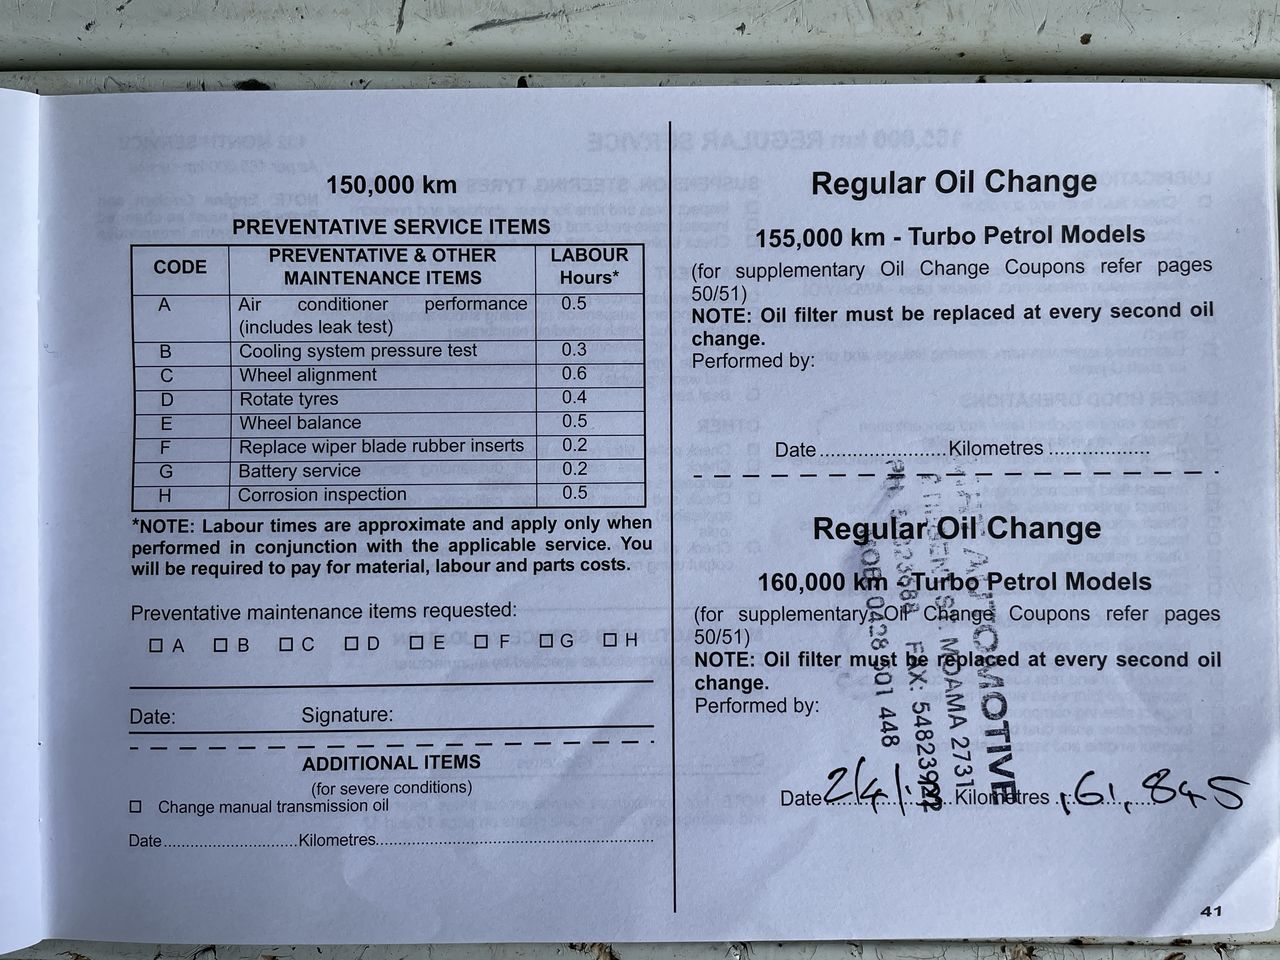 150,000 km
PREVENTATIVE SERVICE ITEMS
CODE PREVENTATIVE & OTHER MAINTENANCE ITEMS LABOUR Hours*
A Air conditioner performance 0.5
(includes leak test)
B Cooling system pressure test 0.3
C Wheel alignment 0.6
D Rotate tyres 0.4
E Wheel balance 0.5
F Replace wiper blade rubber inserts 0.2
G Battery service 0.2
H Corrosion inspection 0.5
*NOTE: Labour times are approximate and apply only when
performed in conjunction with the applicable service. You
will be required to pay for material, labour and parts costs.
Preventative maintenance items requested:
A B C D E F G H
Date: Signature:
ADDITIONAL ITEMS
(for severe conditions)
Change manual transmission oil
Date............................Kilometres...................................................
Regular Oil Change
155,000 km - Turbo Petrol Models
(for supplementary Oil Change Coupons refer pages
50/51)
NOTE: Oil filter must be replaced at every second oil
change.
Performed by:
Date.......................Kilometres...................
Regular Oil Change
160,000 km - Turbo Petrol Models
(for supplementary Oil Change Coupons refer pages
50/51)
NOTE: Oil filter must be replaced at every second oil
change.
Performed by:
AUTOMOTIVE
ST. MOAMA 2731
FAX: 54823922
0428 501 448
Date 2/4/ Kilometres 161,845
41